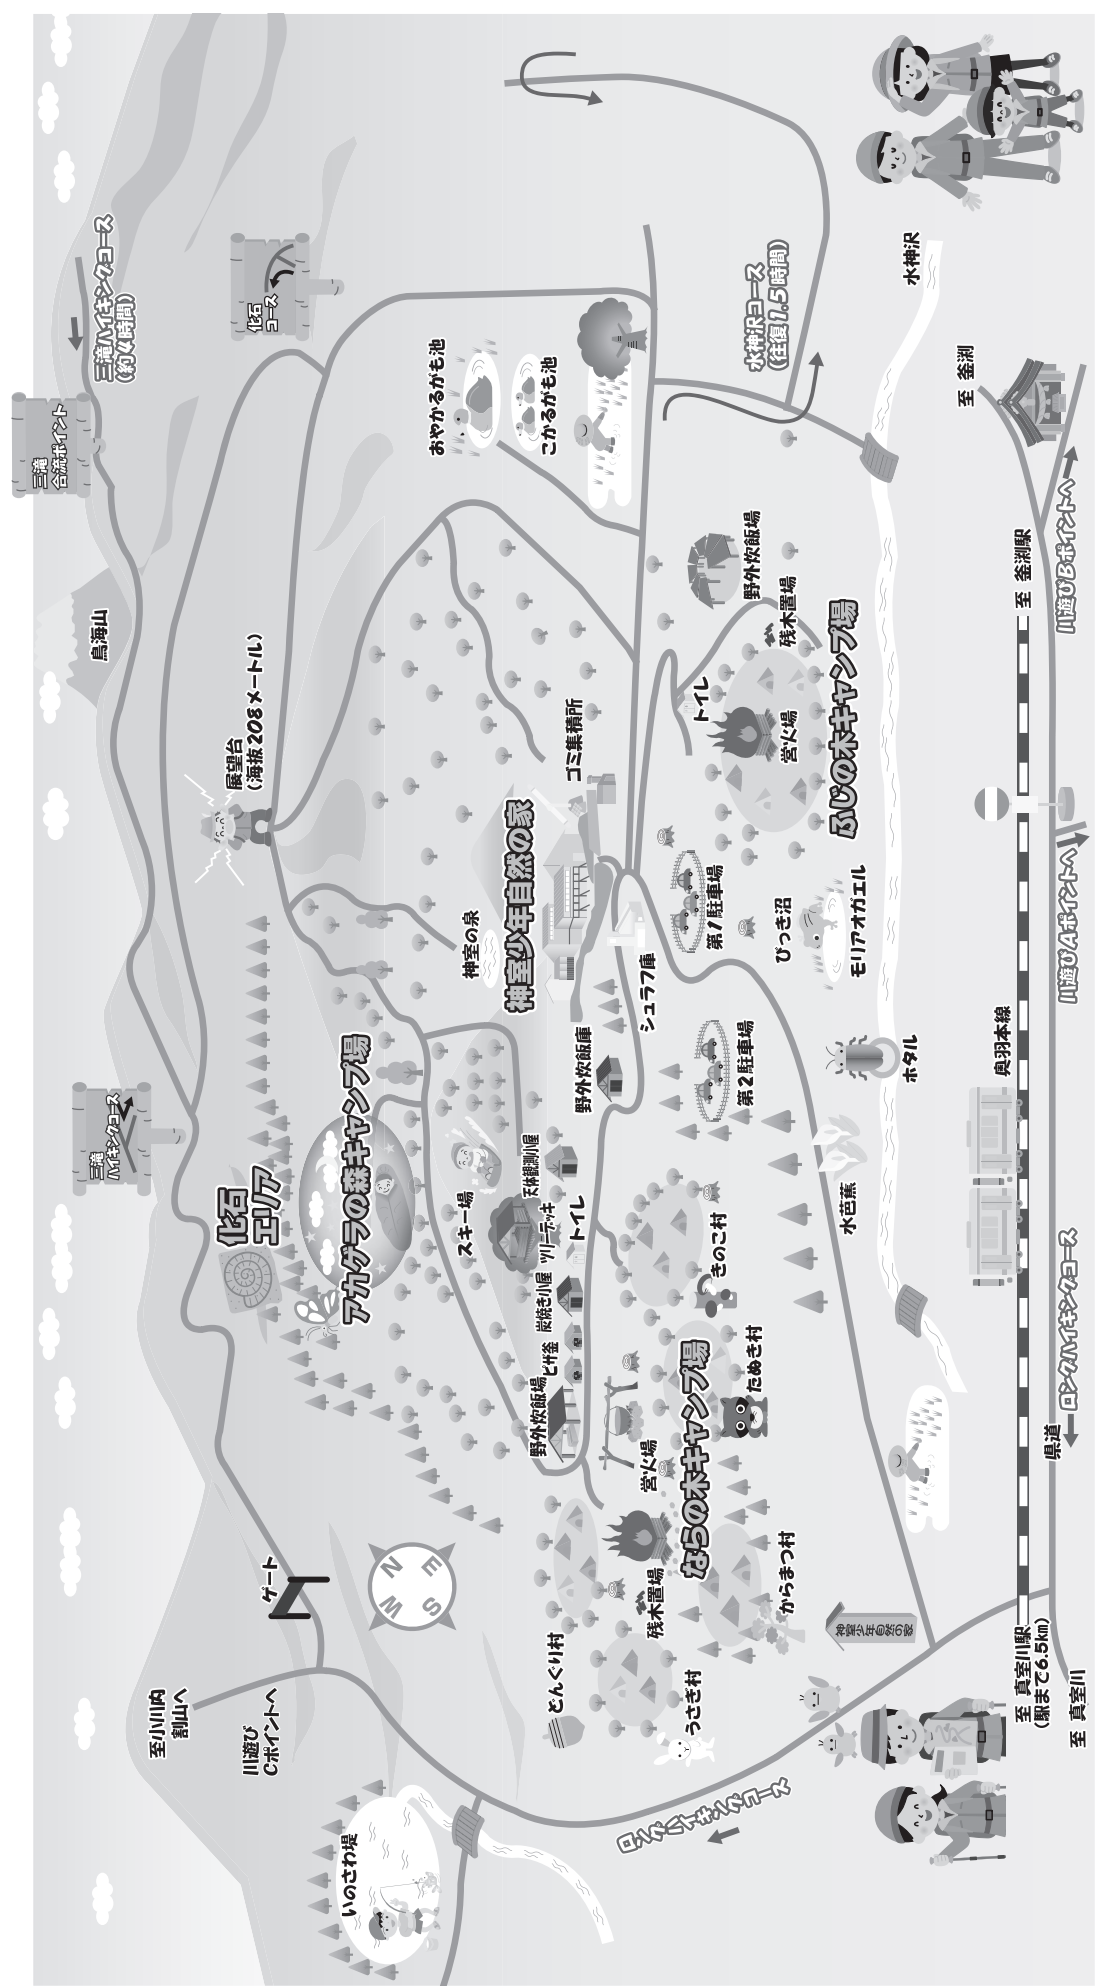 三滝
合流ポイント
三滝ハイキングコース
(約4時間)
化石
コース
鳥海山
展望台
(海抜208メートル)
三滝
ハイキングコース
化石
エリア
アカゲラの森キャンプ場
ゲート
N
E
S
W
至小川内
割山へ
川遊び
Cポイントへ
いのさわ堤
おやかるがも池
こかるがも池
水神沢コース
(往復1.5時間)
水神沢
神室の泉
神室少年自然の家
ゴミ集積所
シュラフ庫
野外炊飯庫
スキー場
天体観測小屋
ツリーデッキ
トイレ
炭焼き小屋
ピザ釜
野外炊飯場
営火場
ならの木キャンプ場
残木置場
どんぐり村
うさぎ村
からまつ村
たぬき村
きのこ村
野外炊飯場
残木置場
トイレ
営火場
ふじの木キャンプ場
第1駐車場
第2駐車場
びっき沼
モリアオガエル
ホタル
水芭蕉
神室少年自然の家
ロングハイキングコース
至 釜渕
至 釜渕駅
川遊びBポイントへ
川遊びAポイントへ
奥羽本線
ロングハイキングコース
県道
至 真室川駅
(駅まで6.5km)
至 真室川